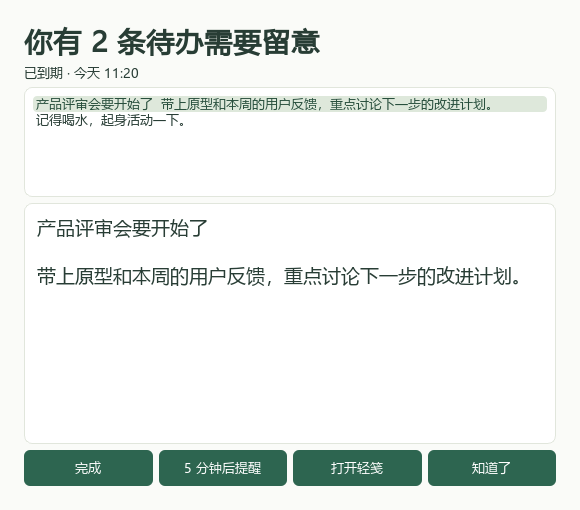 你有 2 条待办需要留意
已到期 · 今天 11:20
产品评审会要开始了 带上原型和本周的用户反馈，重点讨论下一步的改进计划。
记得喝水，起身活动一下。
产品评审会要开始了
带上原型和本周的用户反馈，重点讨论下一步的改进计划。
完成
5 分钟后提醒
打开轻笺
知道了